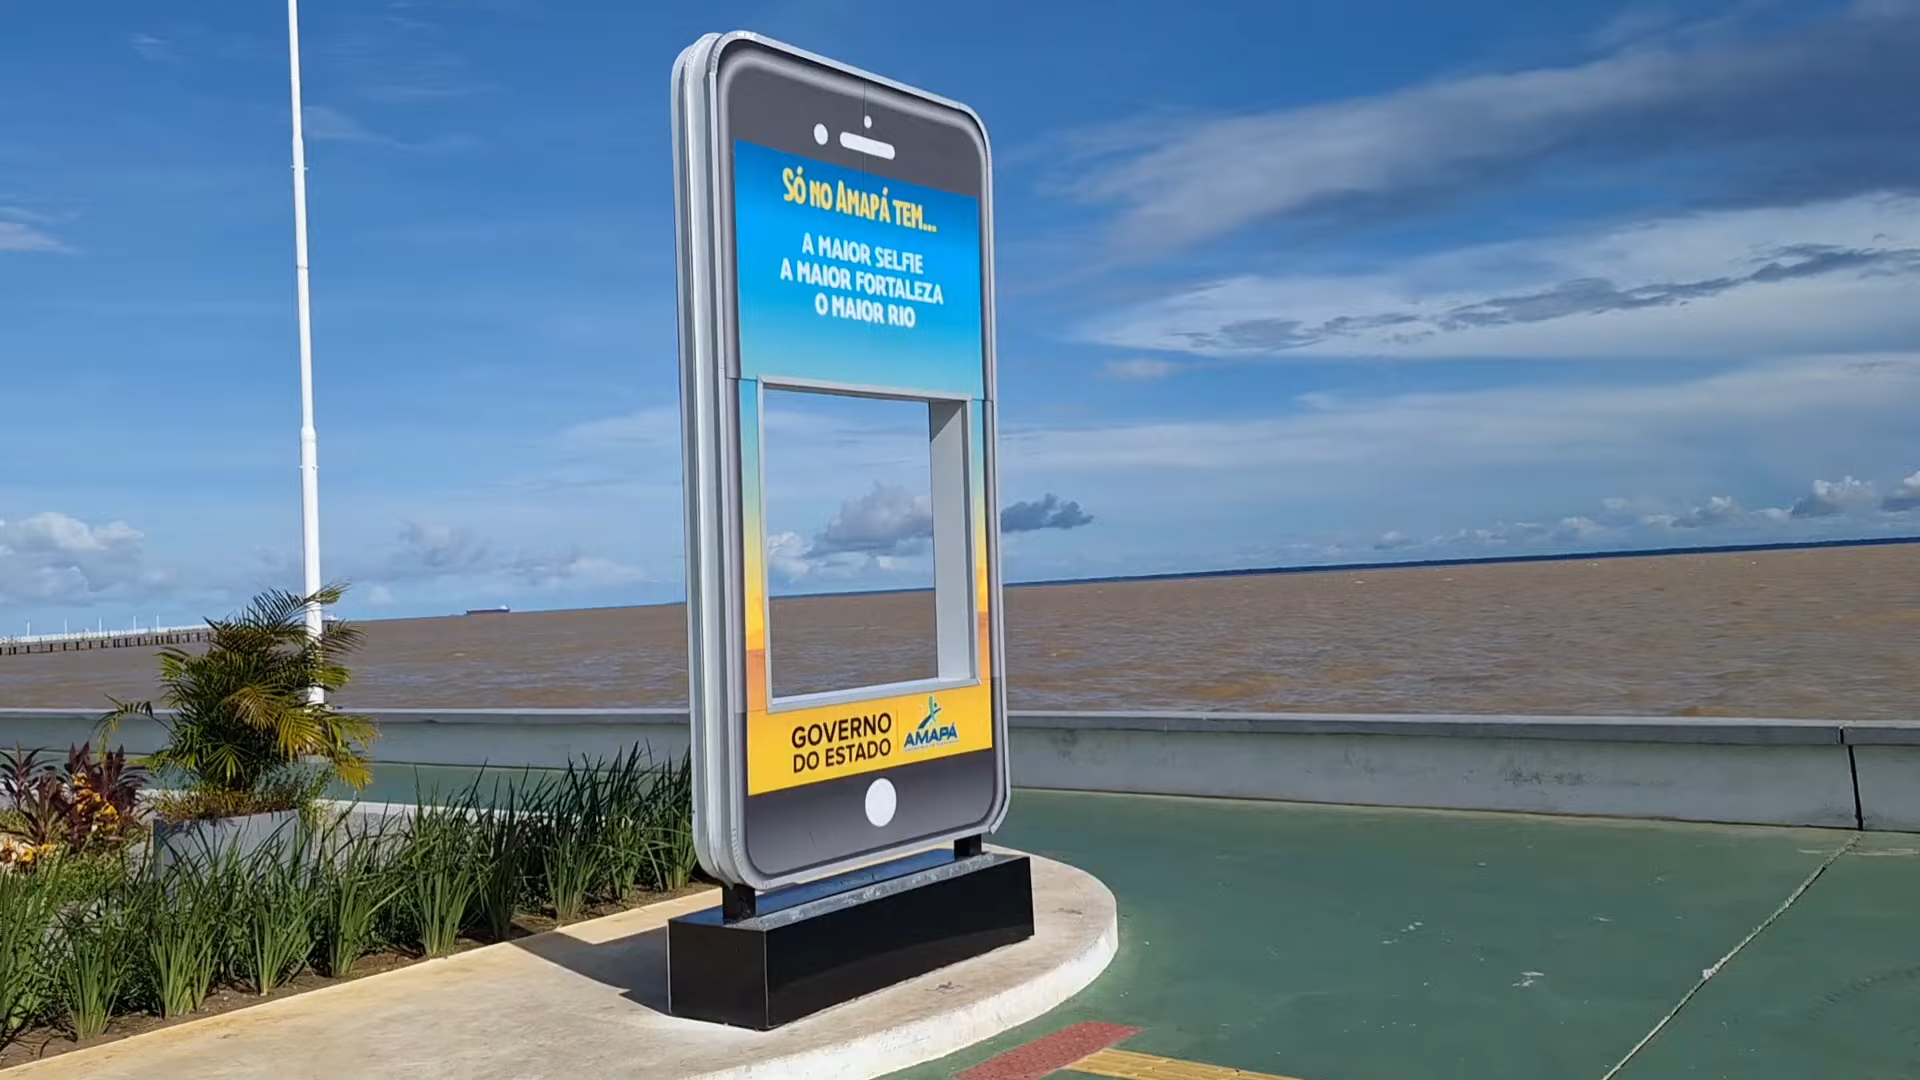 SÓ NO AMAPÁ TEM...
A MAIOR SELFIE
A MAIOR FORTALEZA
O MAIOR RIO
GOVERNO
DO ESTADO
AMAPÁ